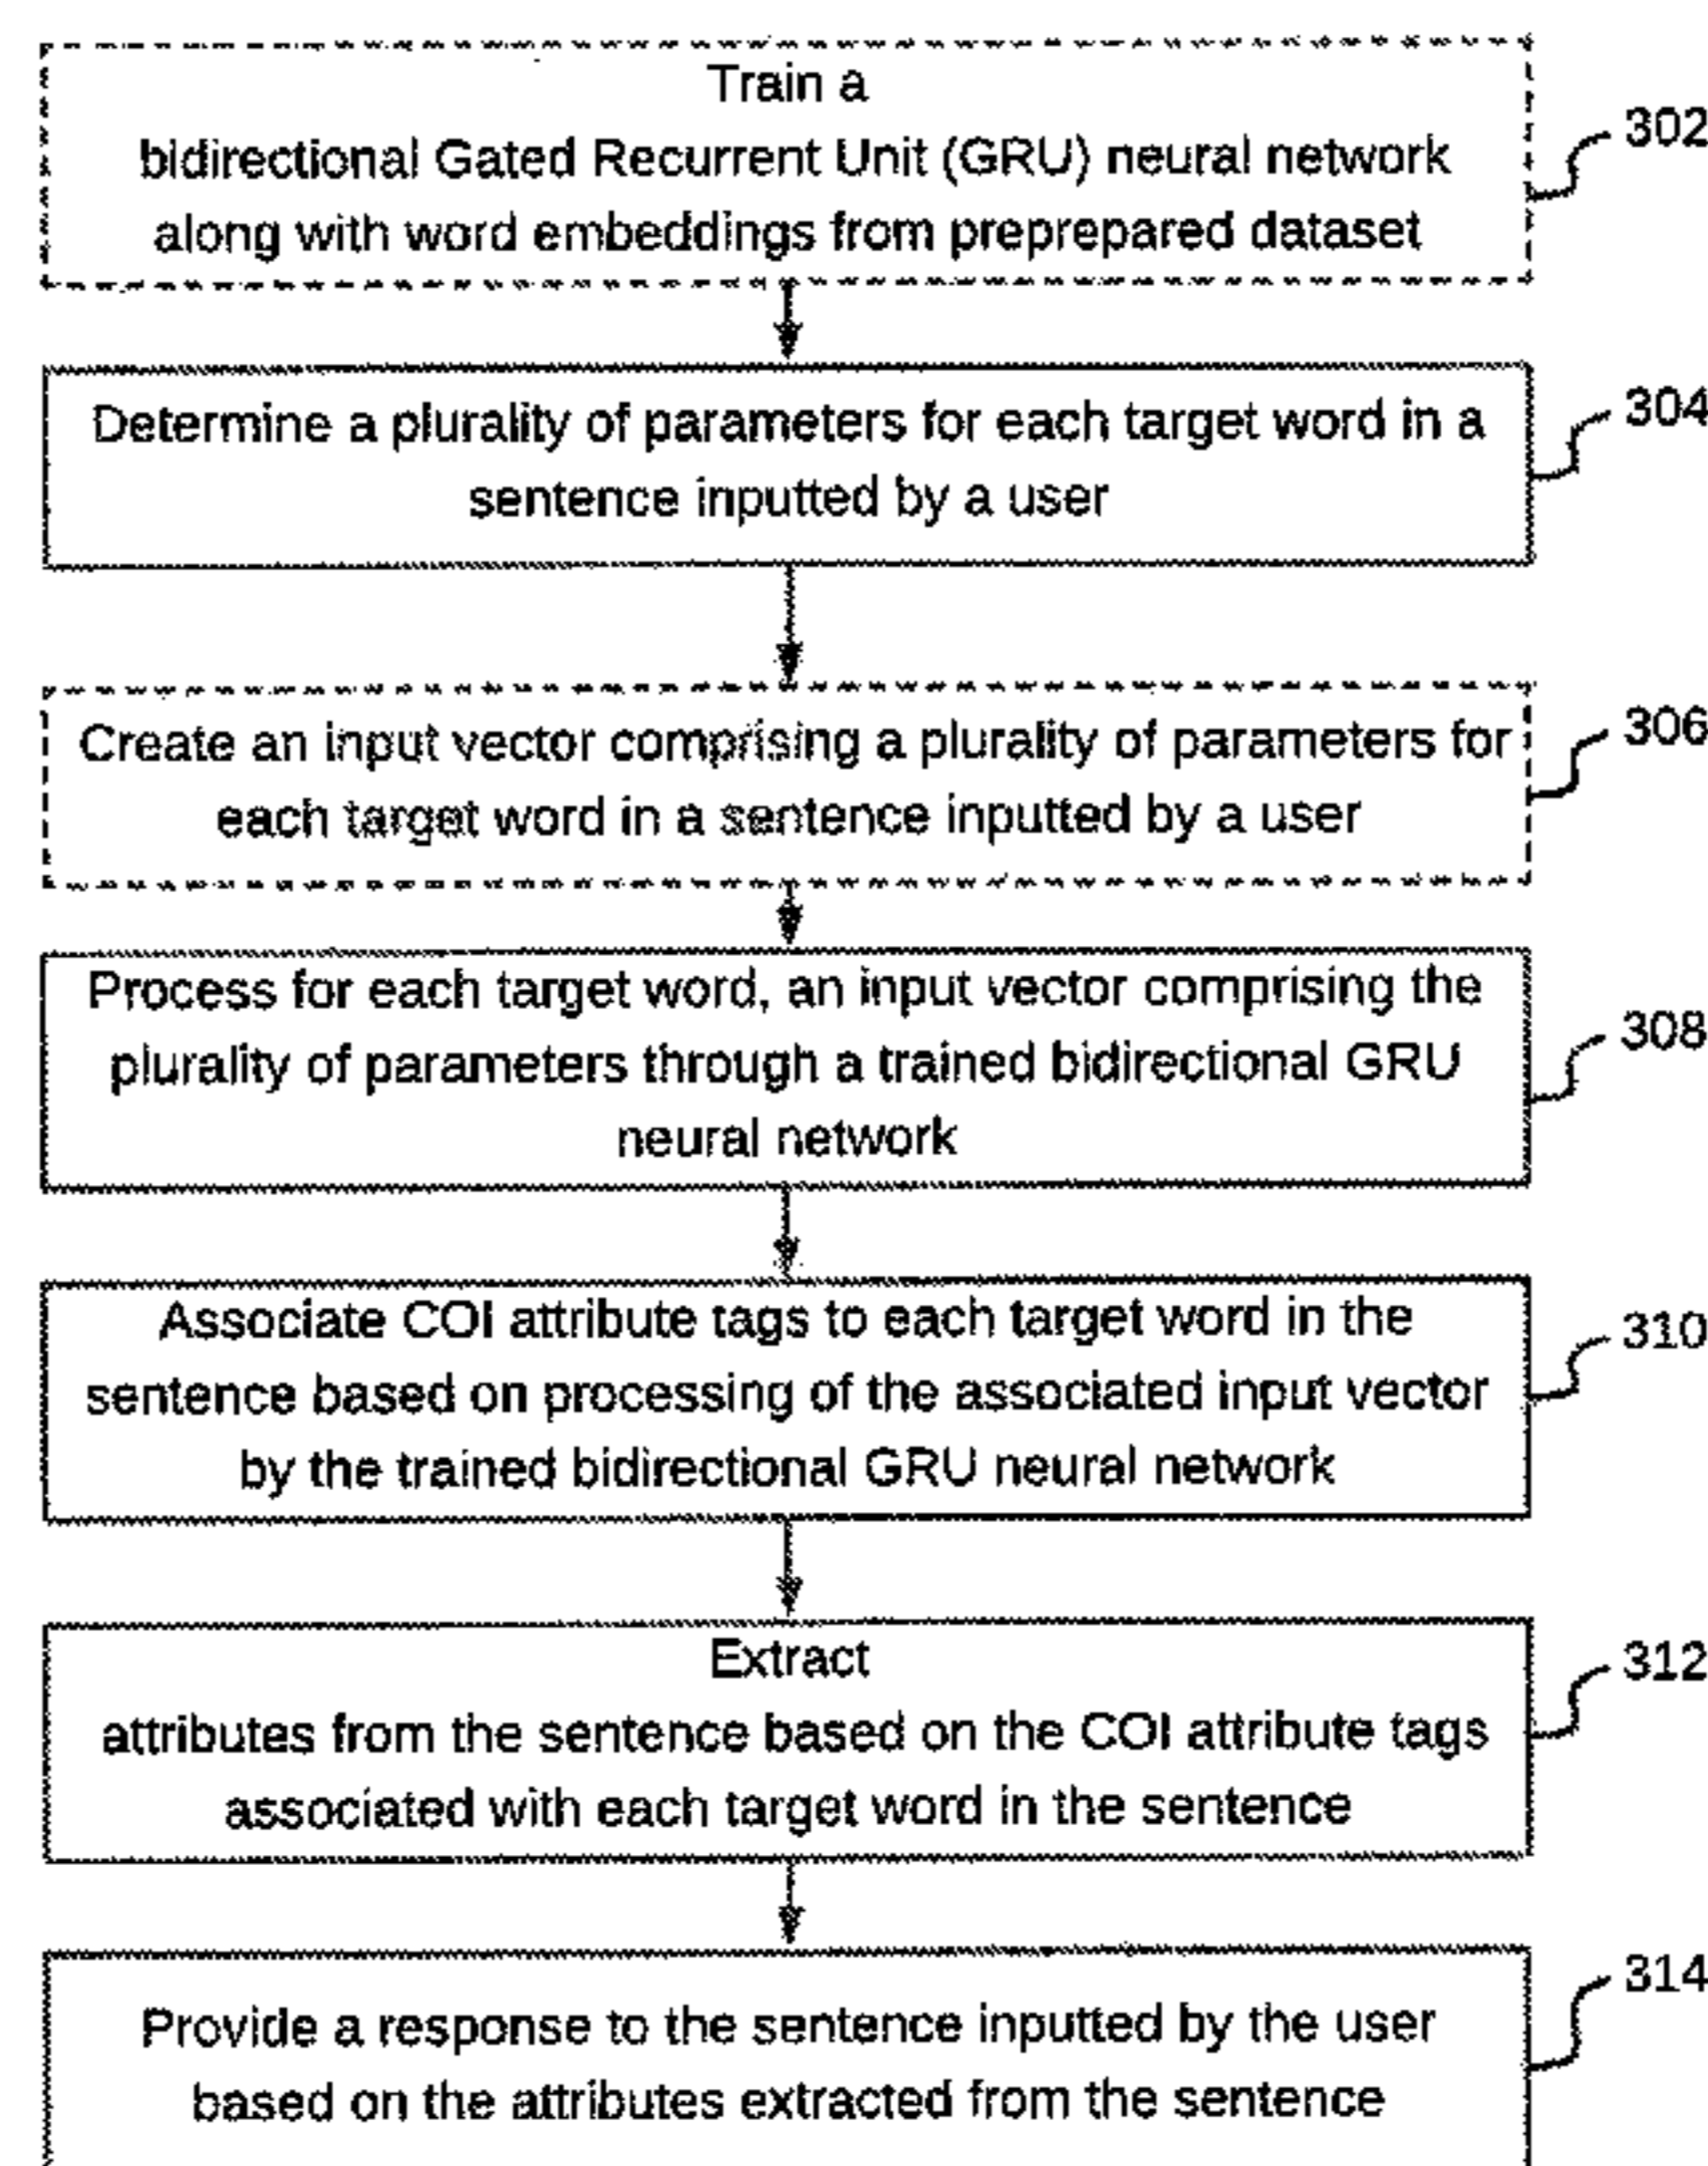 Train a
bidirectional Gated Recurrent Unit (GRU) neural network
along with word embeddings from preprepared dataset
302
Determine a plurality of parameters for each target word in a
sentence inputted by a user
304
Create an input vector comprising a plurality of parameters for
each target word in a sentence inputted by a user
306
Process for each target word, an input vector comprising the
plurality of parameters through a trained bidirectional GRU
neural network
308
Associate COI attribute tags to each target word in the
sentence based on processing of the associated input vector
by the trained bidirectional GRU neural network
310
Extract
attributes from the sentence based on the COI attribute tags
associated with each target word in the sentence
312
Provide a response to the sentence inputted by the user
based on the attributes extracted from the sentence
314